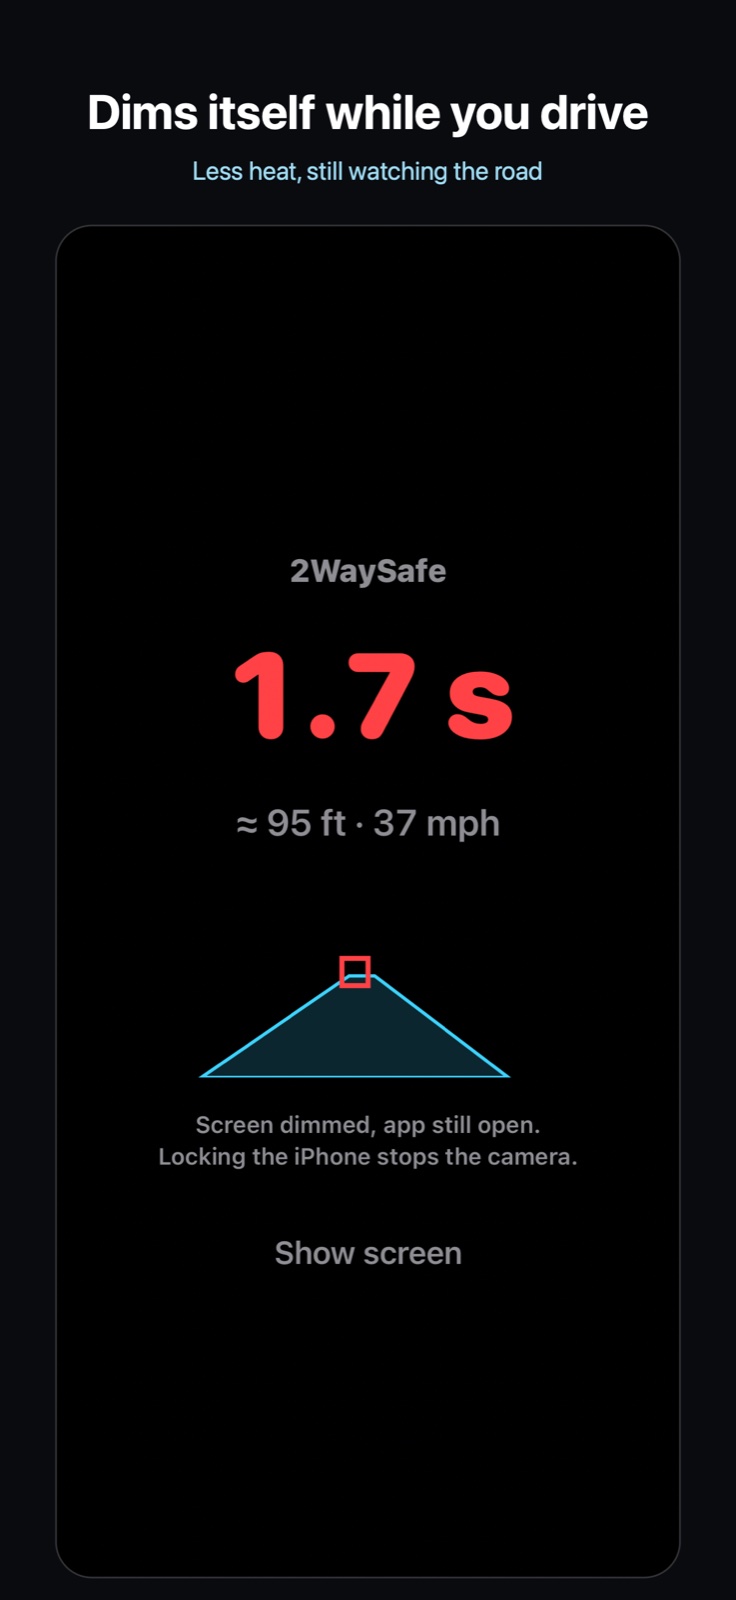 Dims itself while you drive
Less heat, still watching the road
2WaySafe
1.7 s
≈ 95 ft · 37 mph
Screen dimmed, app still open.
Locking the iPhone stops the camera.
Show screen